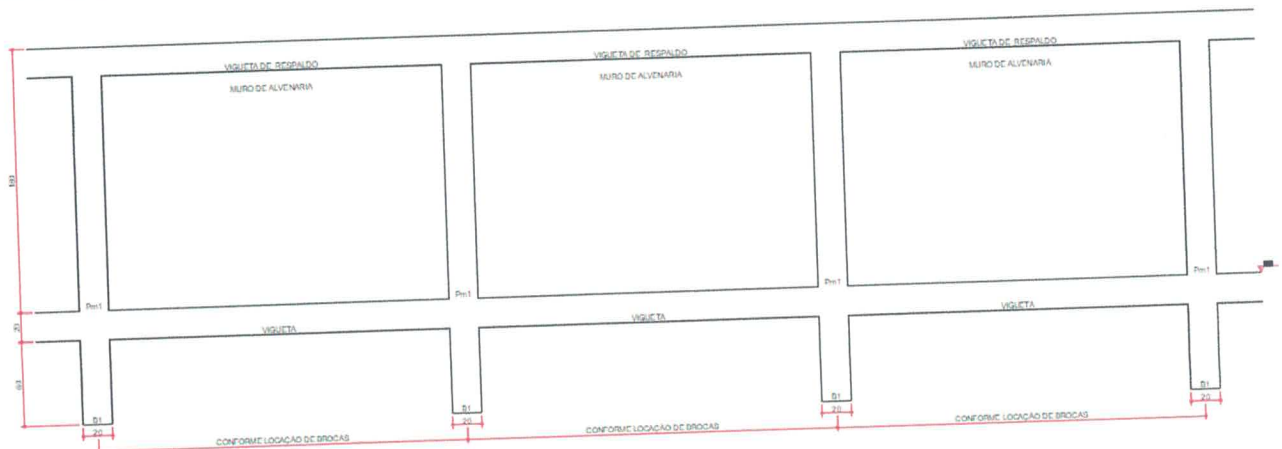 VIGUETA DE RESPALDO
VIGUETA DE RESPALDO
VIGUETA DE RESPALDO
MURO DE ALVENARIA
MURO DE ALVENARIA
MURO DE ALVENARIA
Pm1
Pm1
Pm1
Pm1
VIGUETA
VIGUETA
VIGUETA
B1
B1
B1
B1
20
20
20
20
CONFORME LOCAÇÃO DE BROCAS
CONFORME LOCAÇÃO DE BROCAS
CONFORME LOCAÇÃO DE BROCAS